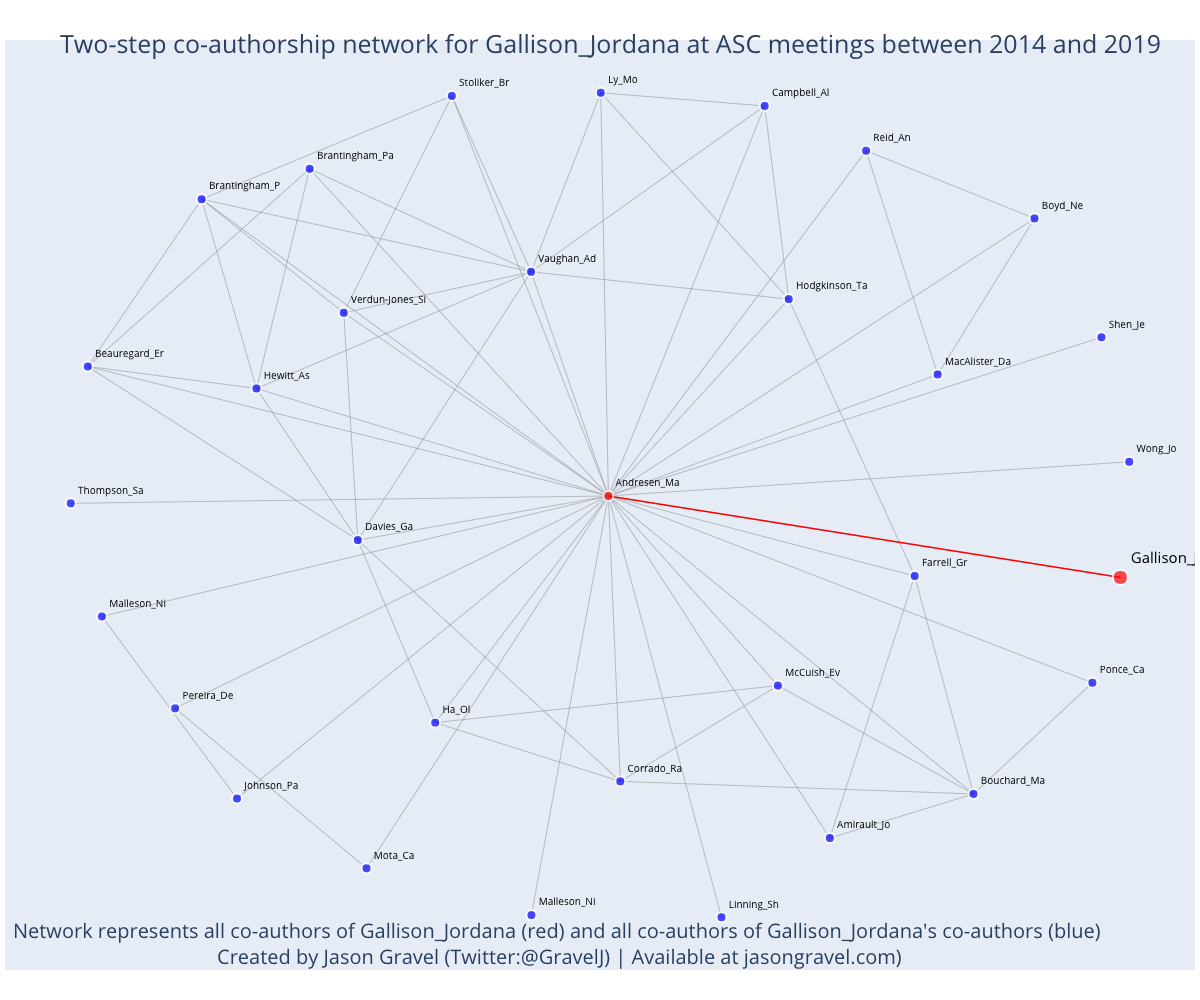 Two-step co-authorship network for Gallison_Jordana at ASC meetings between 2014 and 2019
Stoliker_Br
Ly_Mo
Campbell_Al
Reid_An
Brantingham_Pa
Brantingham_P
Boyd_Ne
Vaughan_Ad
Hodgkinson_Ta
Verdun-Jones_Si
Shen_Je
Beauregard_Er
MacAlister_Da
Hewitt_As
Wong_Jo
Andresen_Ma
Thompson_Sa
Davies_Ga
Gallison_J
Farrell_Gr
Malleson_Ni
Ponce_Ca
McCuish_Ev
Pereira_De
Ha_Ol
Corrado_Ra
Bouchard_Ma
Johnson_Pa
Amirault_Jo
Mota_Ca
Malleson_Ni
Linning_Sh
Network represents all co-authors of Gallison_Jordana (red) and all co-authors of Gallison_Jordana's co-authors (blue)
Created by Jason Gravel (Twitter:@GravelJ) | Available at jasongravel.com)